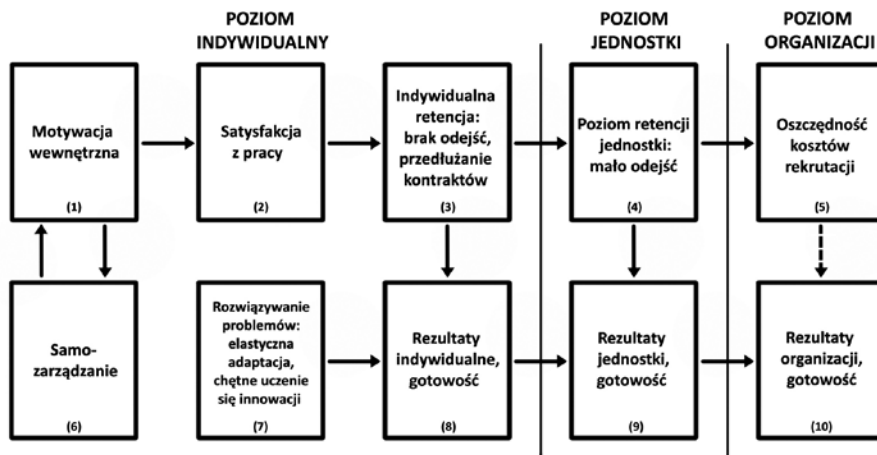 POZIOM
INDYWIDUALNY
POZIOM
JEDNOSTKI
POZIOM
ORGANIZACJI
Motywacja
wewnętrzna
(1)
Satysfakcja
z pracy
(2)
Indywidualna
retencja:
brak odejść,
przedłużanie
kontraktów
(3)
Poziom retencji
jednostki:
mało odejść
(4)
Oszczędność
kosztów
rekrutacji
(5)
Samo-
zarządzanie
(6)
Rozwiązywanie
problemów:
elastyczna
adaptacja,
chętne uczenie
się innowacji
(7)
Rezultaty
indywidualne,
gotowość
(8)
Rezultaty
jednostki,
gotowość
(9)
Rezultaty
organizacji,
gotowość
(10)